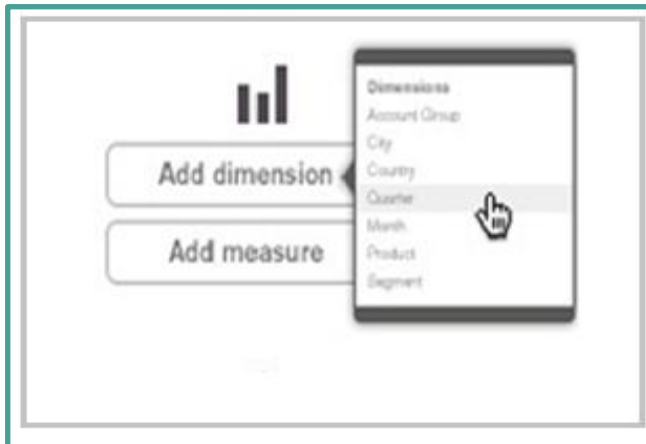 Add dimension
Add measure
Dimensions
Account Group
City
Country
Quarter
Month
Product
Segment